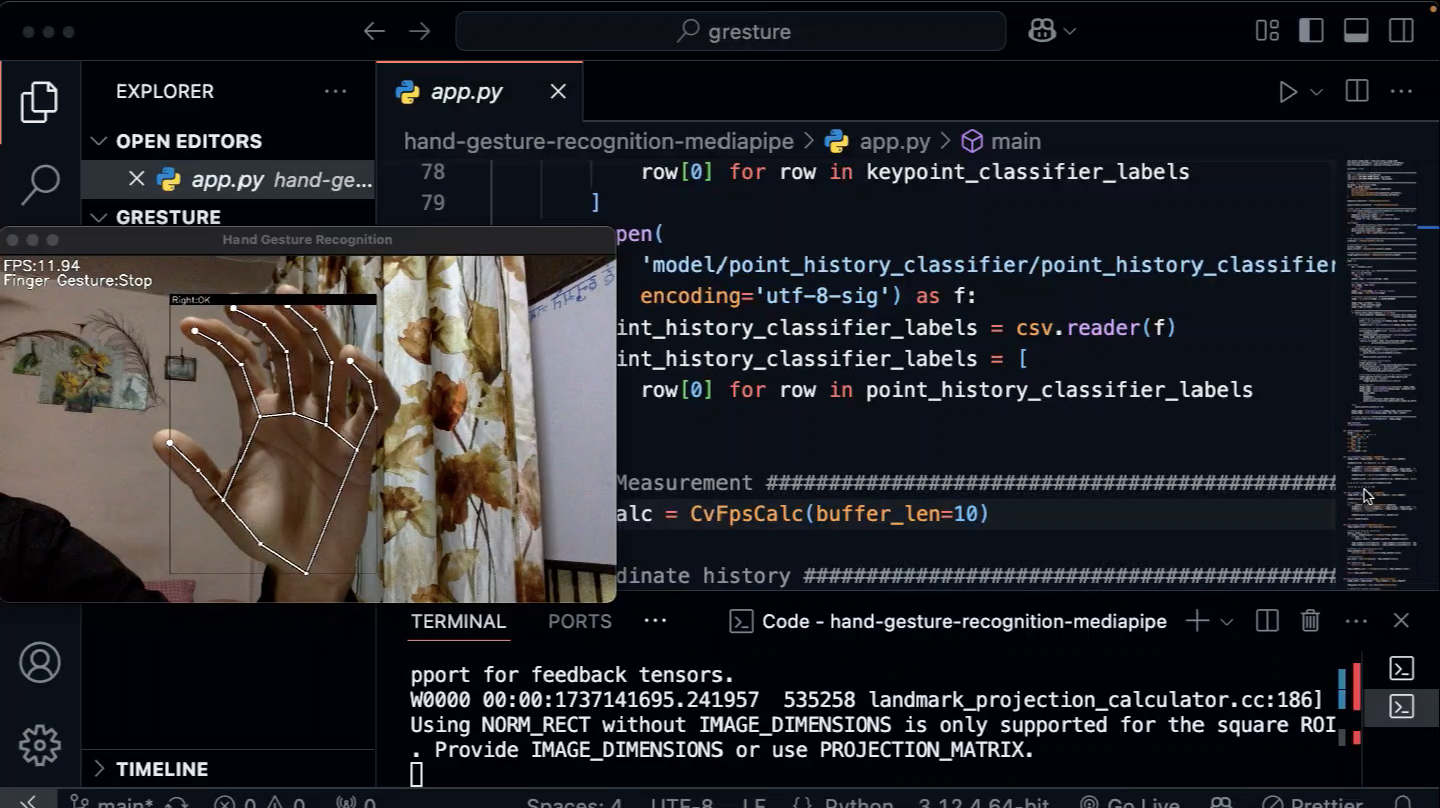 gresture
EXPLORER
app.py
OPEN EDITORS
hand-gesture-recognition-mediapipe > app.py > main
app.py hand-ge...
GRESTURE
78 row[0] for row in keypoint_classifier_labels
79 ]
pen(
'model/point_history_classifier/point_history_classifier
encoding='utf-8-sig') as f:
int_history_classifier_labels = csv.reader(f)
int_history_classifier_labels = [
row[0] for row in point_history_classifier_labels
Measurement ##############################################
alc = CvFpsCalc(buffer_len=10)
dinate history ###########################################
Hand Gesture Recognition
FPS:11.94
Finger Gesture:Stop
Right:OK
TERMINAL PORTS
Code - hand-gesture-recognition-mediapipe
pport for feedback tensors.
W0000 00:00:1737141695.241957 535258 landmark_projection_calculator.cc:186]
Using NORM_RECT without IMAGE_DIMENSIONS is only supported for the square ROI
. Provide IMAGE_DIMENSIONS or use PROJECTION_MATRIX.
TIMELINE
main* 0 0 0 Spaces: 4 UTF-8 LF {} Python 3.12.4 64-bit Go Live Prettier